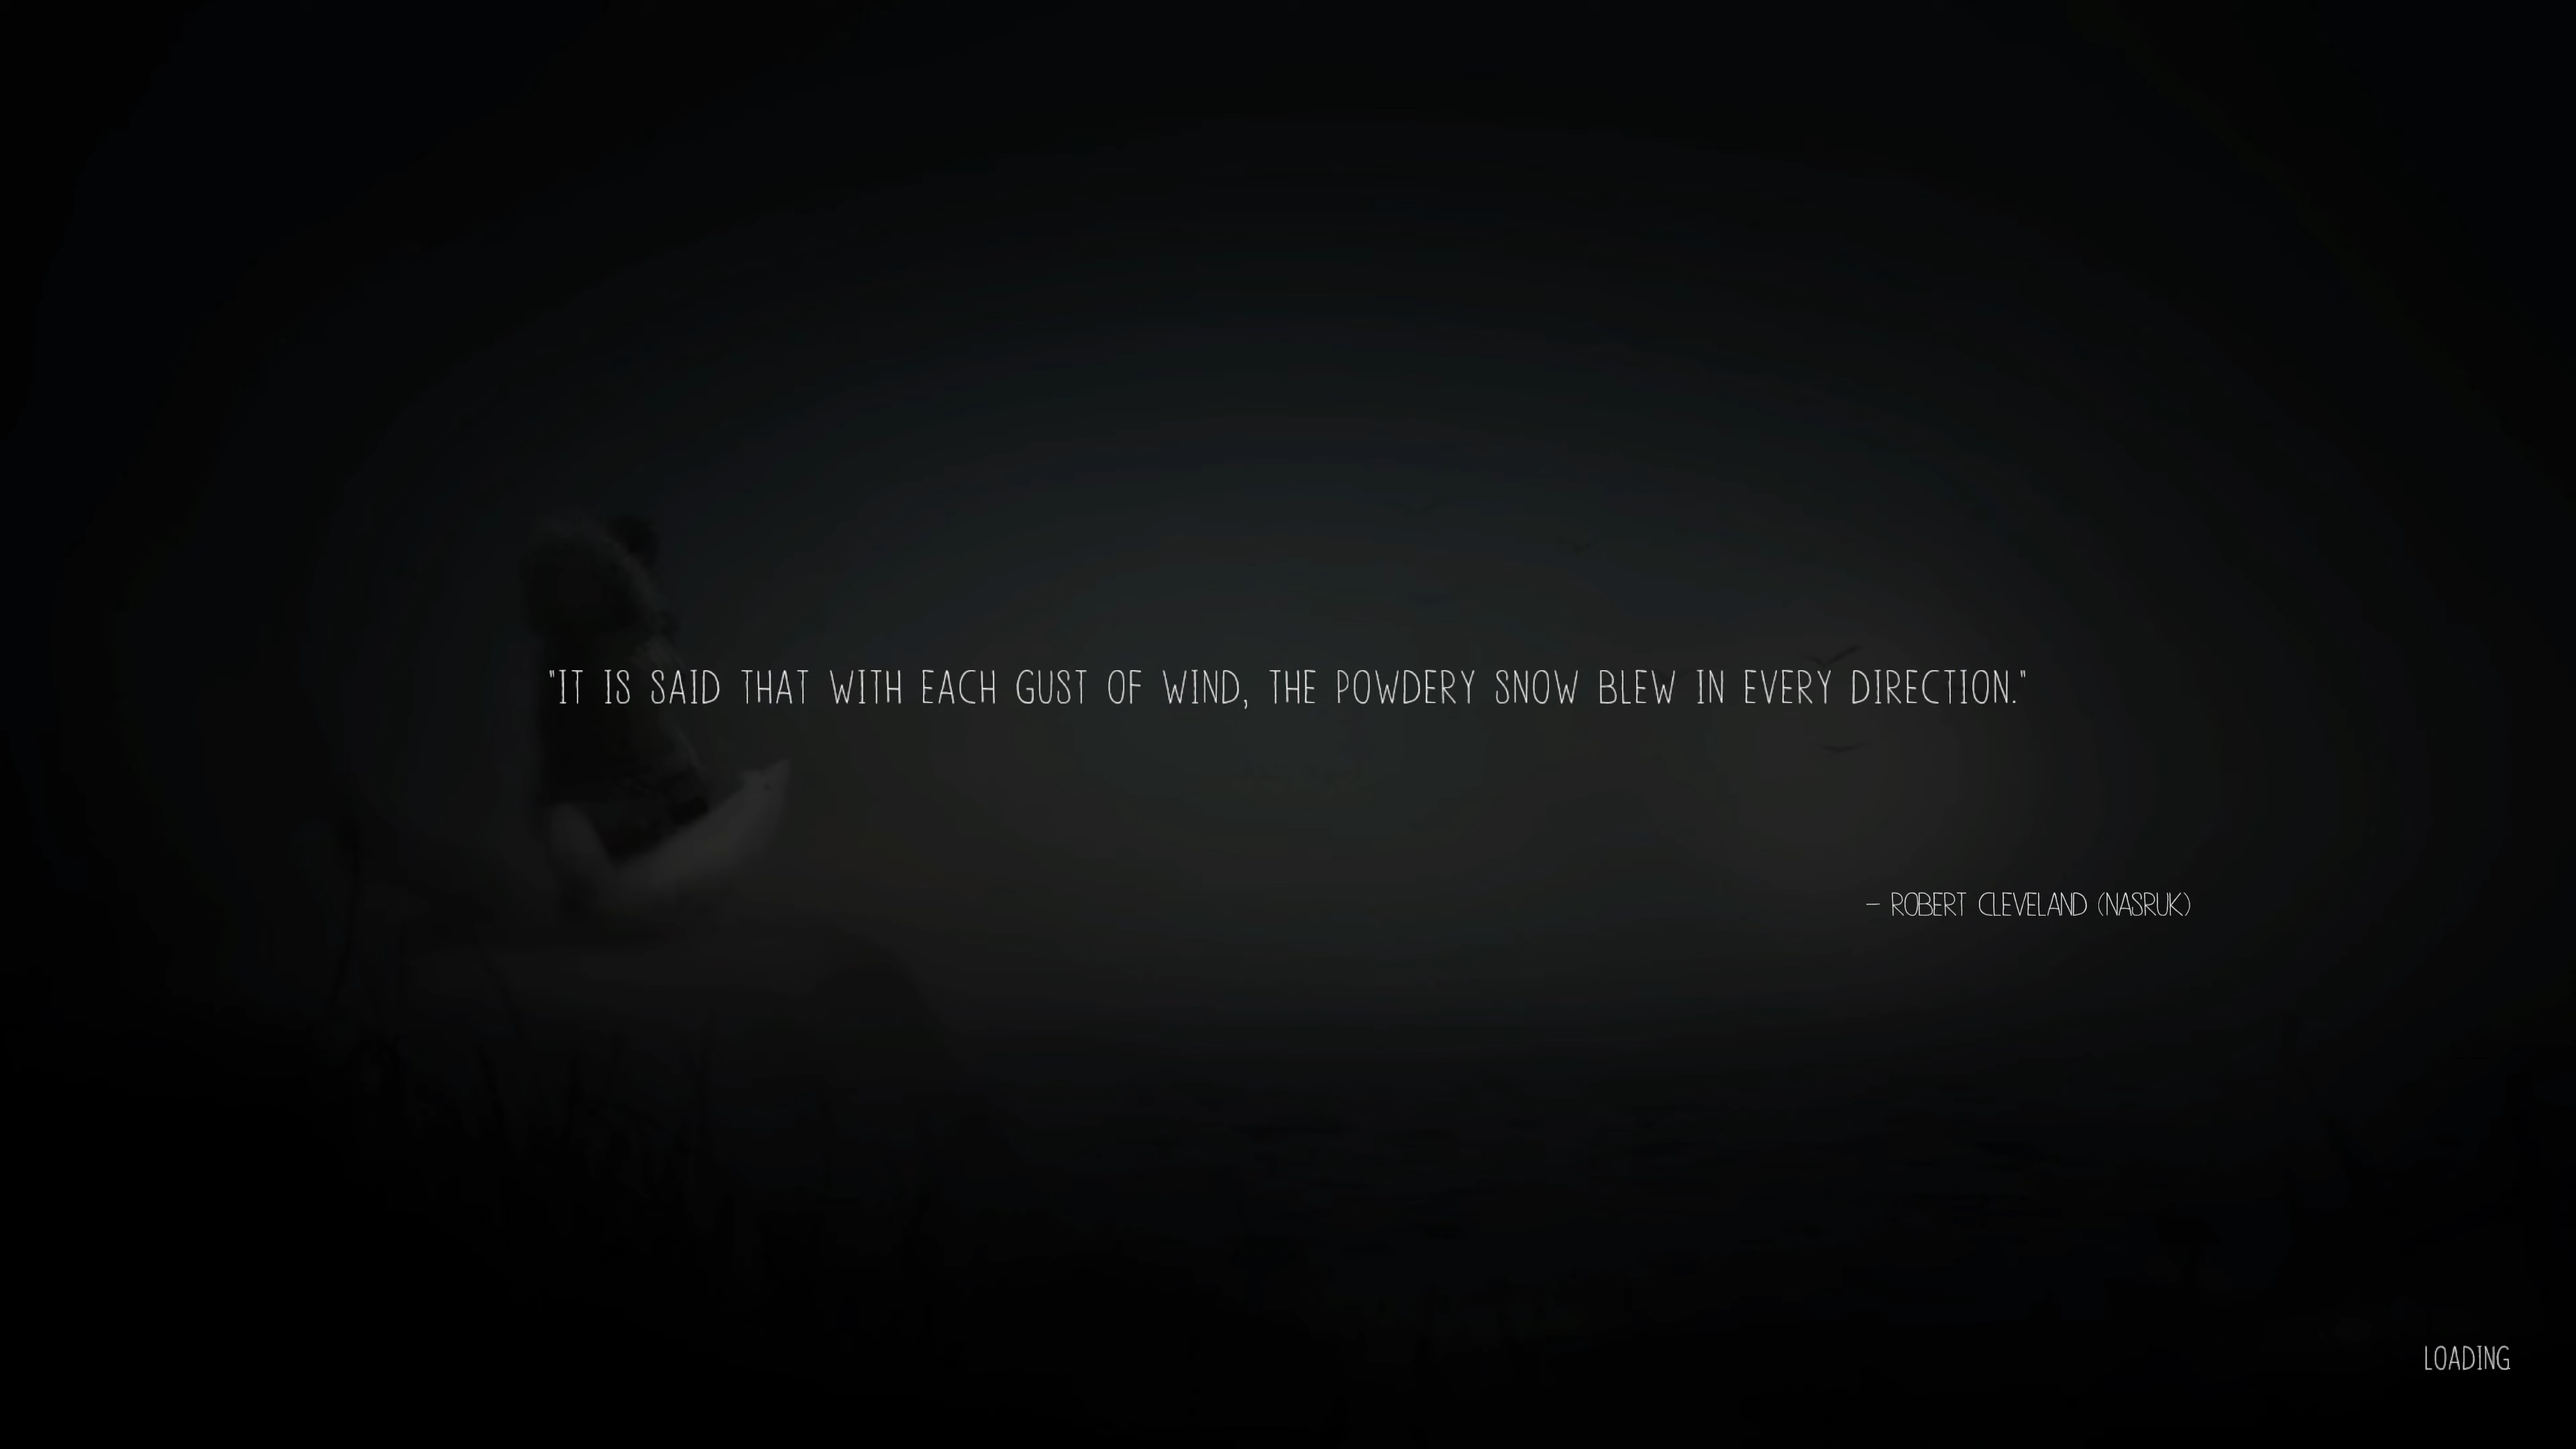 "IT IS SAID THAT WITH EACH GUST OF WIND, THE POWDERY SNOW BLEW IN EVERY DIRECTION."
- ROBERT CLEVELAND (NASRUK)
LOADING